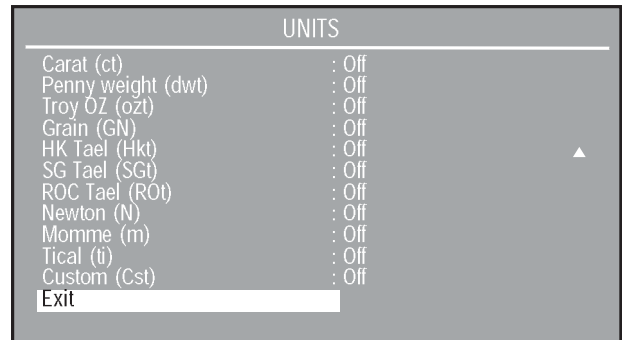 UNITS
Carat (ct) : Off
Penny weight (dwt) : Off
Troy OZ (ozt) : Off
Grain (GN) : Off
HK Tael (Hkt) : Off
SG Tael (SGt) : Off
ROC Tael (ROt) : Off
Newton (N) : Off
Momme (m) : Off
Tical (ti) : Off
Custom (Cst) : Off
Exit